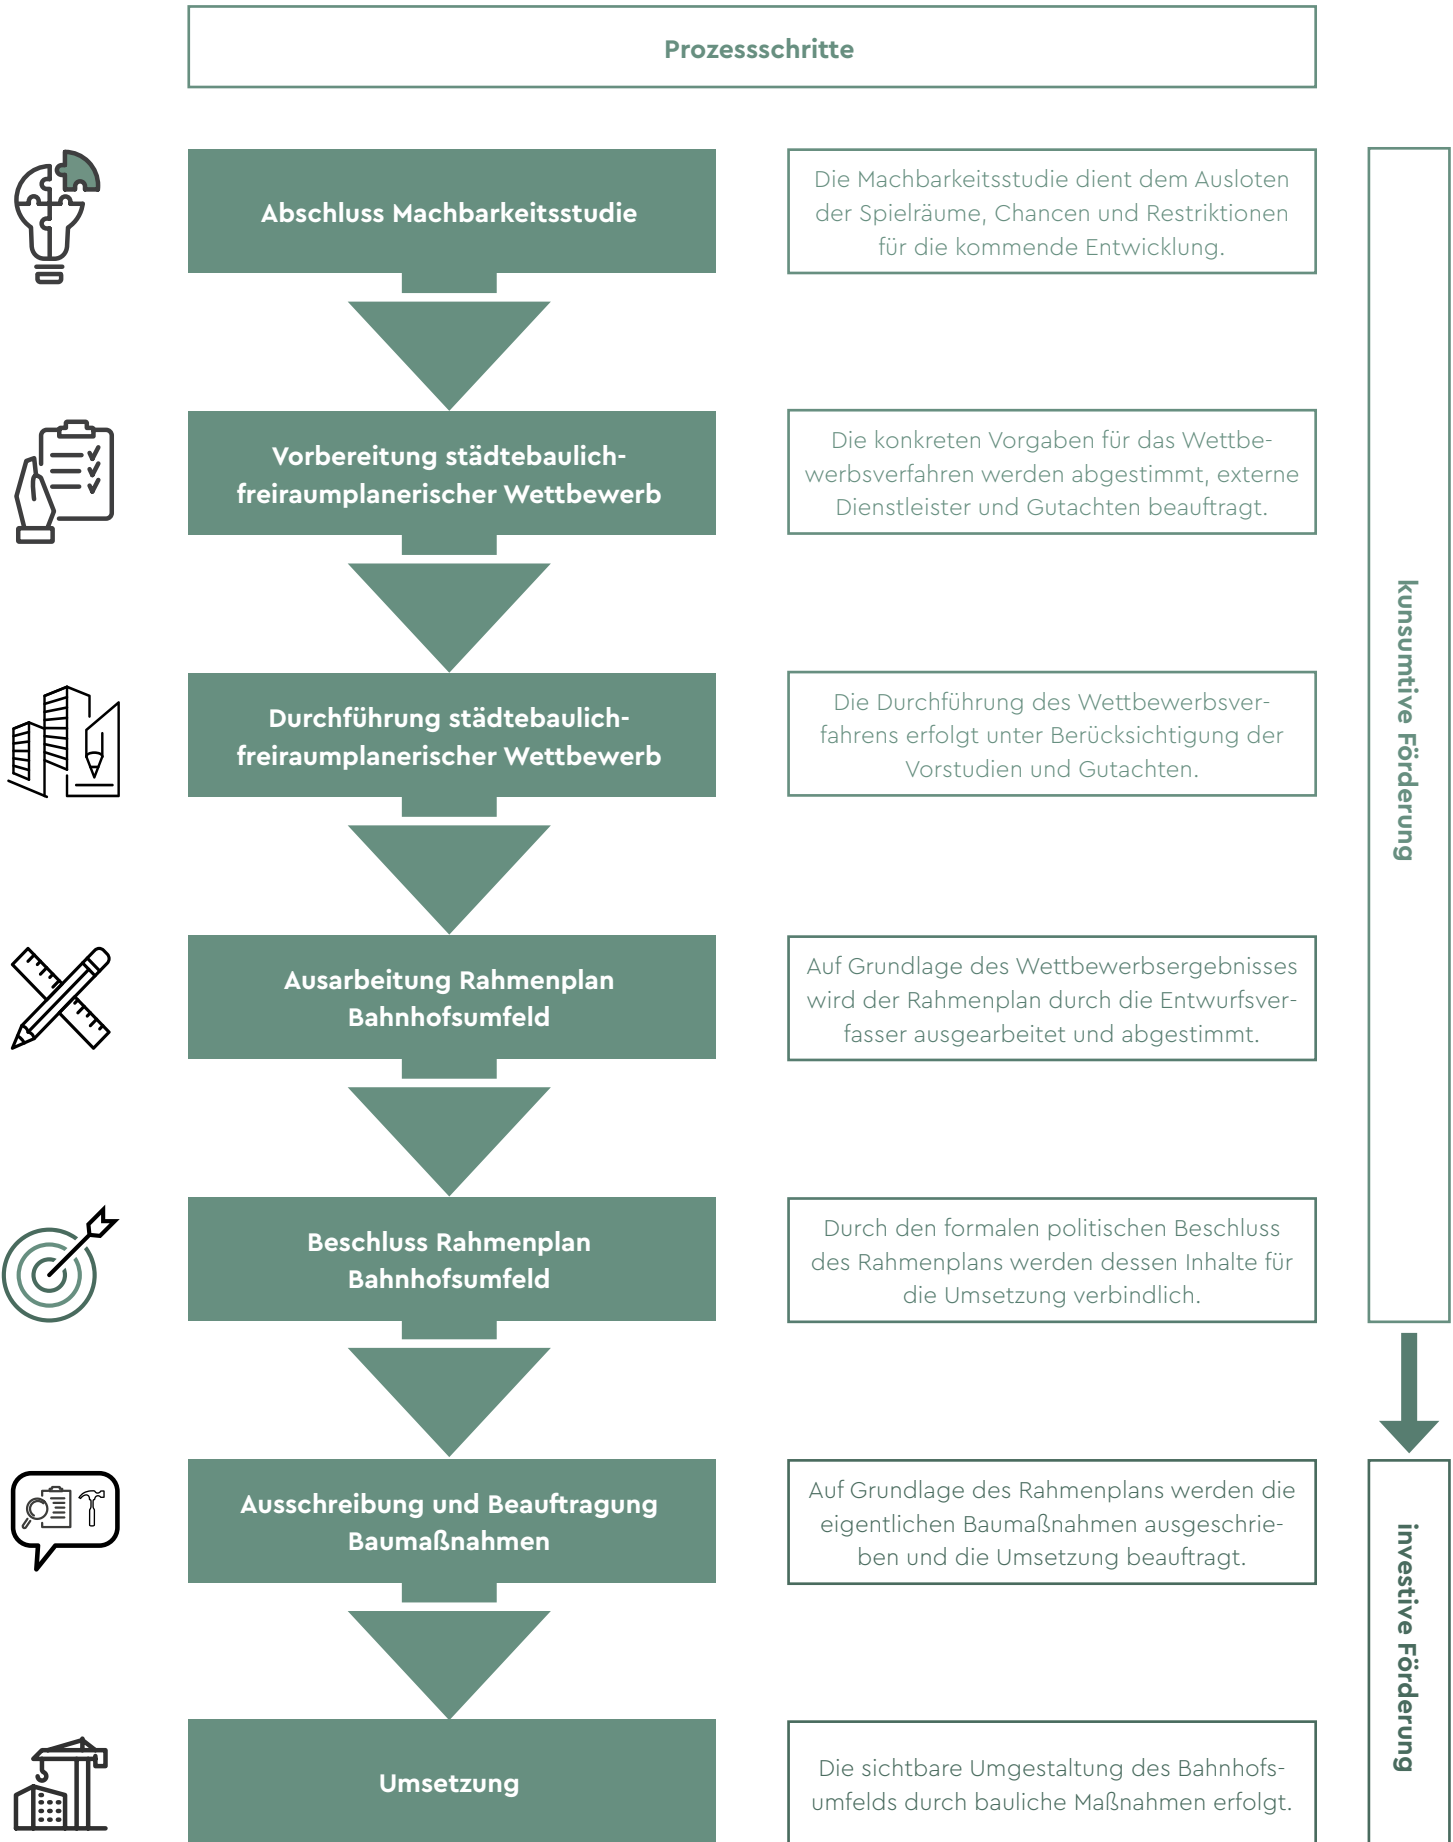 Prozessschritte
Abschluss Machbarkeitsstudie
Die Machbarkeitsstudie dient dem Ausloten
der Spielräume, Chancen und Restriktionen
für die kommende Entwicklung.
Vorbereitung städtebaulich-
freiraumplanerischer Wettbewerb
Die konkreten Vorgaben für das Wettbe-
werbsverfahren werden abgestimmt, externe
Dienstleister und Gutachten beauftragt.
Durchführung städtebaulich-
freiraumplanerischer Wettbewerb
Die Durchführung des Wettbewerbsver-
fahrens erfolgt unter Berücksichtigung der
Vorstudien und Gutachten.
Ausarbeitung Rahmenplan
Bahnhofsumfeld
Auf Grundlage des Wettbewerbsergebnisses
wird der Rahmenplan durch die Entwurfsver-
fasser ausgearbeitet und abgestimmt.
Beschluss Rahmenplan
Bahnhofsumfeld
Durch den formalen politischen Beschluss
des Rahmenplans werden dessen Inhalte für
die Umsetzung verbindlich.
kunsumtive Förderung
Ausschreibung und Beauftragung
Baumaßnahmen
Auf Grundlage des Rahmenplans werden die
eigentlichen Baumaßnahmen ausgeschrie-
ben und die Umsetzung beauftragt.
Umsetzung
Die sichtbare Umgestaltung des Bahnhofs-
umfelds durch bauliche Maßnahmen erfolgt.
investive Förderung